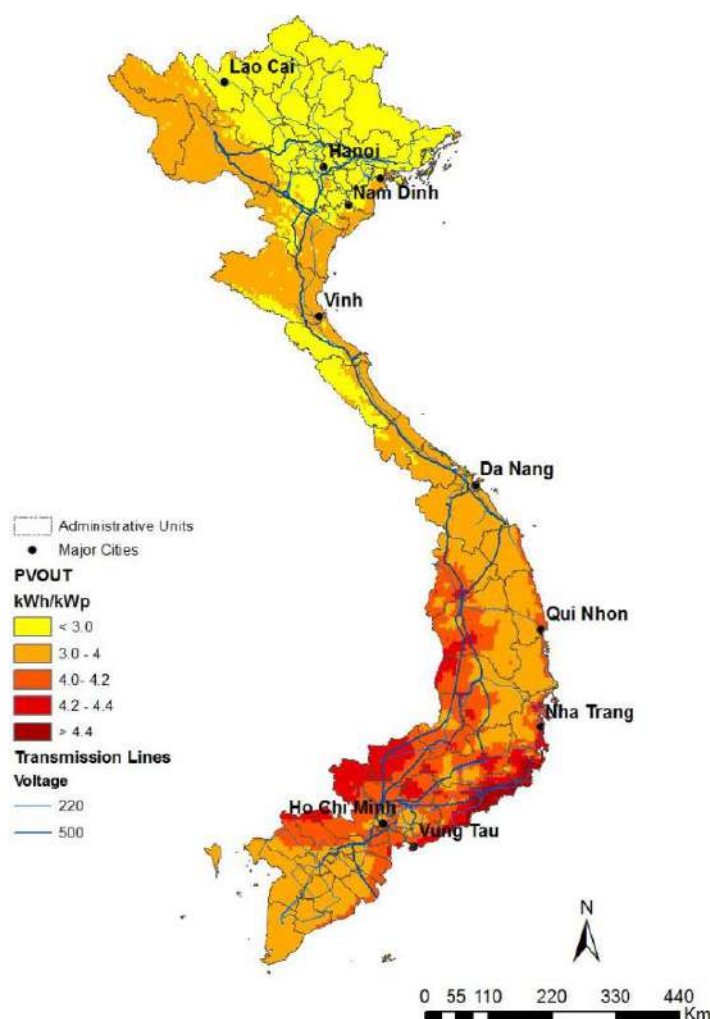 Lao Cai
Hanoi
Nam Dinh
Vinh
Da Nang
Administrative Units
Major Cities
PVOUT
kWh/kWp
< 3.0
3.0 - 4
4.0- 4.2
4.2 - 4.4
> 4.4
Transmission Lines
Voltage
220
500
Qui Nhon
Nha Trang
Ho Chi Minh
Vung Tau
N
0 55 110 220 330 440
Km